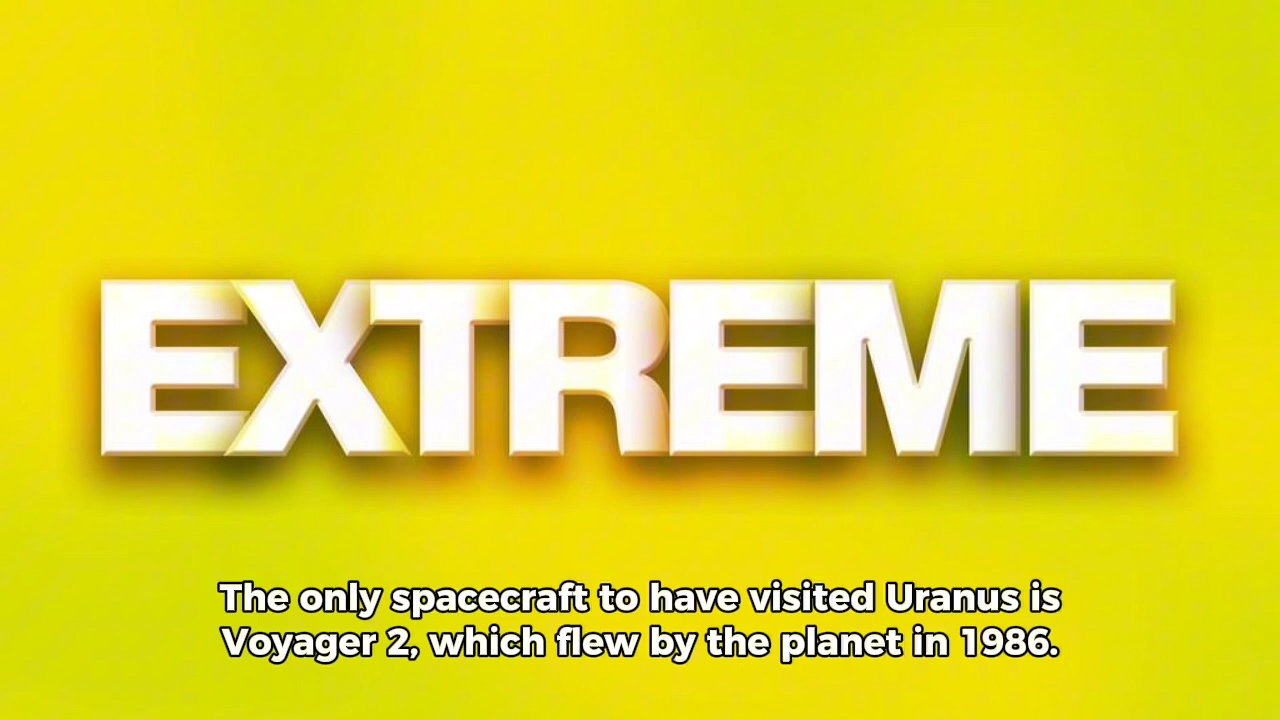 EXTREME
The only spacecraft to have visited Uranus is
Voyager 2, which flew by the planet in 1986.